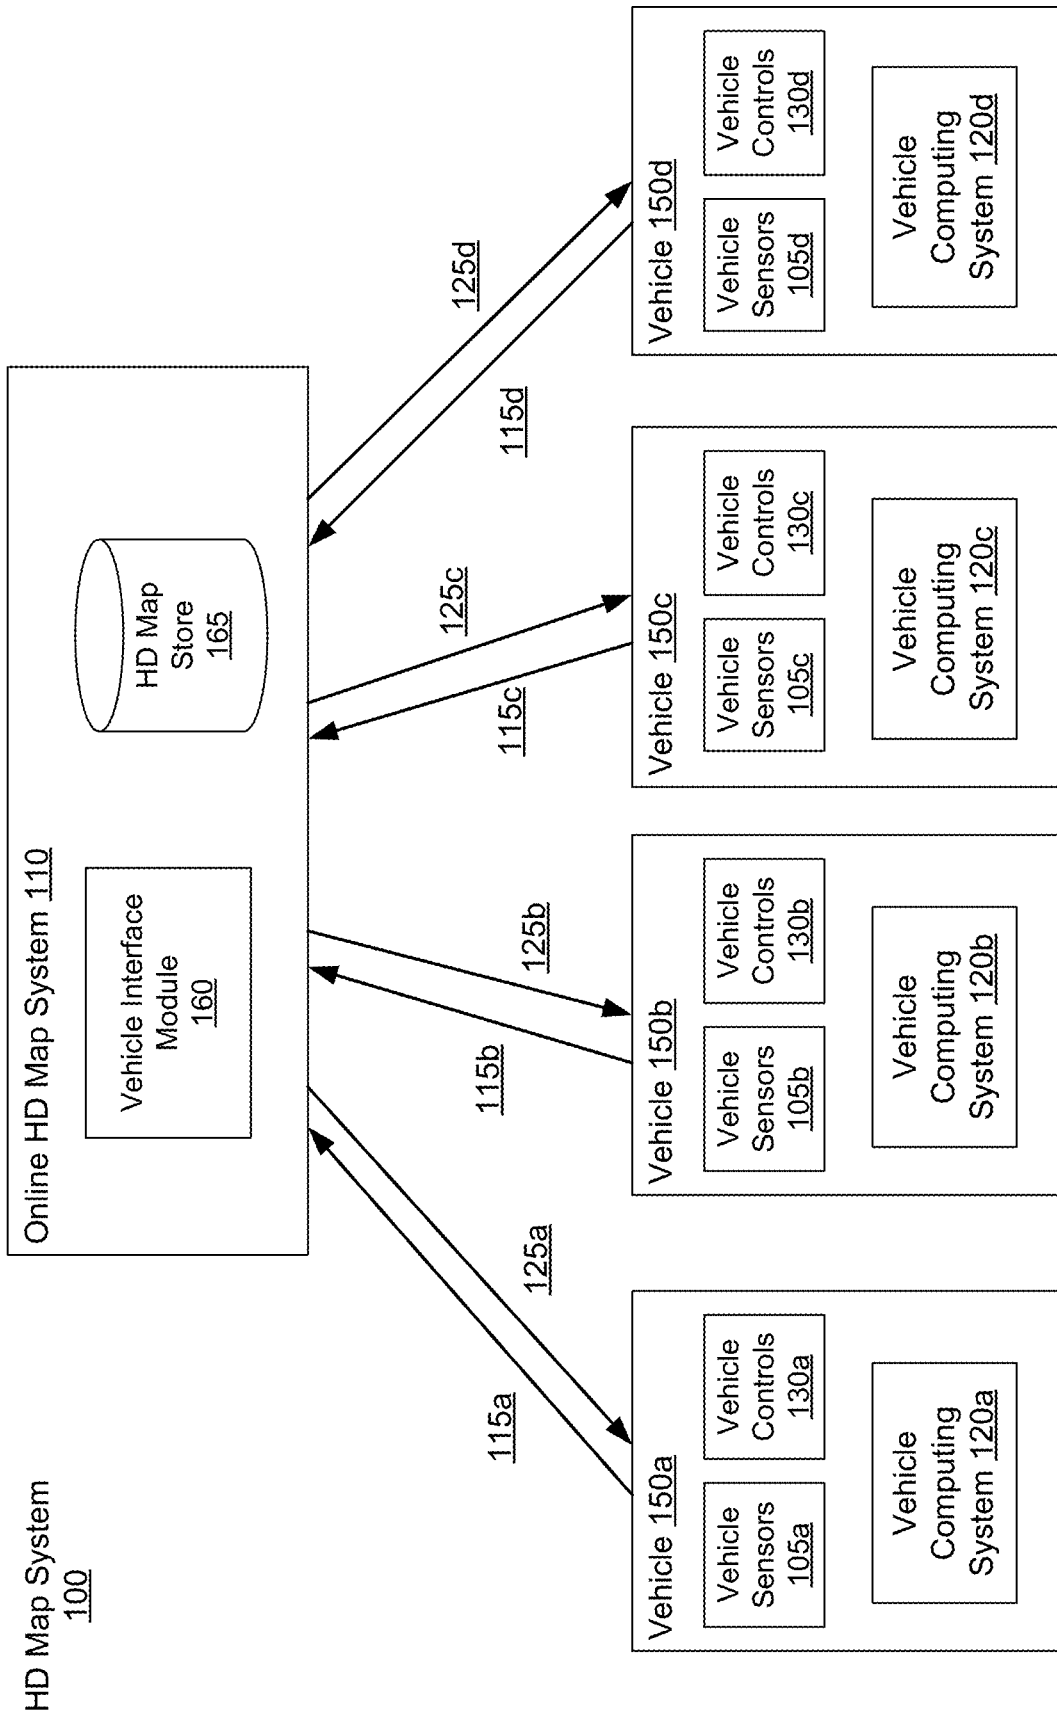 HD Map System
100
Online HD Map System 110
Vehicle Interface
Module
160
HD Map
Store
165
115a
125a
115b
125b
115c
125c
115d
125d
Vehicle 150a
Vehicle
Sensors
105a
Vehicle
Controls
130a
Vehicle
Computing
System 120a
Vehicle 150b
Vehicle
Sensors
105b
Vehicle
Controls
130b
Vehicle
Computing
System 120b
Vehicle 150c
Vehicle
Sensors
105c
Vehicle
Controls
130c
Vehicle
Computing
System 120c
Vehicle 150d
Vehicle
Sensors
105d
Vehicle
Controls
130d
Vehicle
Computing
System 120d